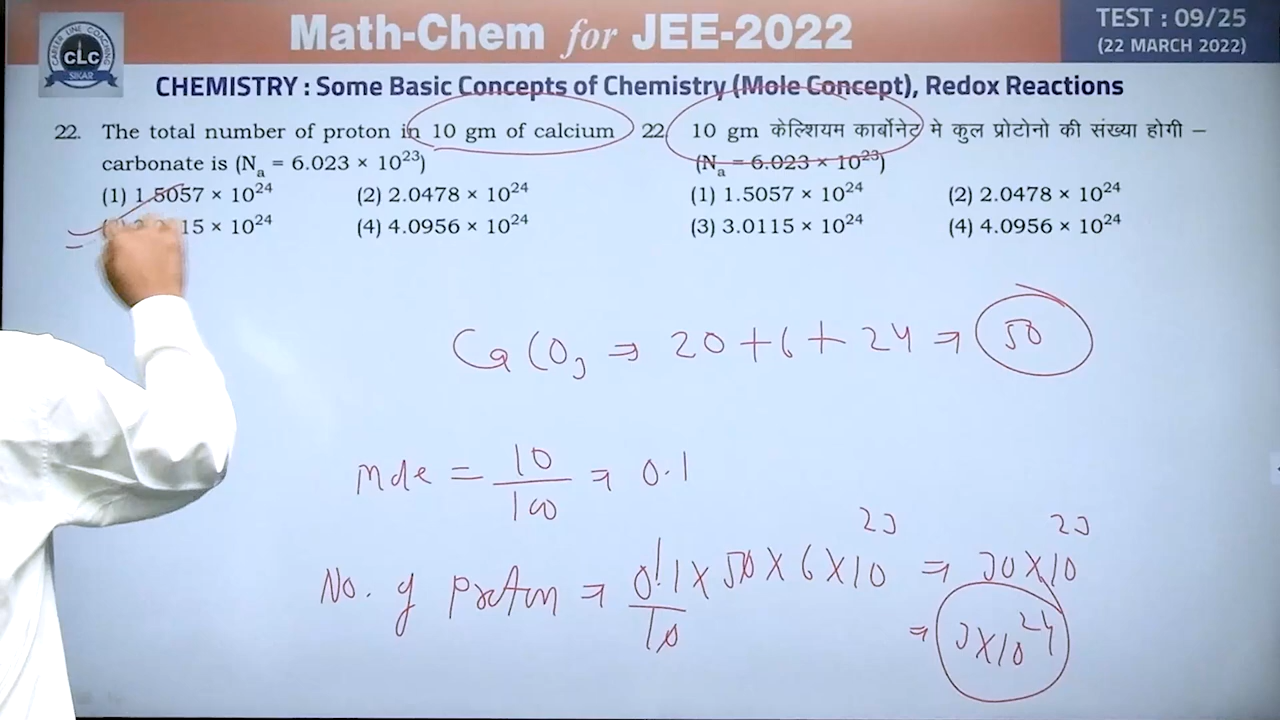 Math-Chem for JEE-2022
TEST : 09/25
(22 MARCH 2022)
CAREER LINE COACHING
CLC
SIKAR
CHEMISTRY : Some Basic Concepts of Chemistry (Mole Concept), Redox Reactions
22. The total number of proton in 10 gm of calcium
carbonate is (Nₐ = 6.023 × 10²³)
(1) 1.5057 × 10²⁴ (2) 2.0478 × 10²⁴
15 × 10²⁴ (4) 4.0956 × 10²⁴
22 10 gm केल्शियम कार्बोनेट मे कुल प्रोटोनो की संख्या होगी –
(Nₐ = 6.023 × 10²³)
(1) 1.5057 × 10²⁴ (2) 2.0478 × 10²⁴
(3) 3.0115 × 10²⁴ (4) 4.0956 × 10²⁴
CaCO₃ ⇒ 20 + 6 + 24 ⇒ 50
Mole = 10/100 ⇒ 0.1
No. of proton ⇒ 0.1/10 × 50 × 6 × 10²³ ⇒ 30 × 10²³
⇒ 3 × 10²⁴